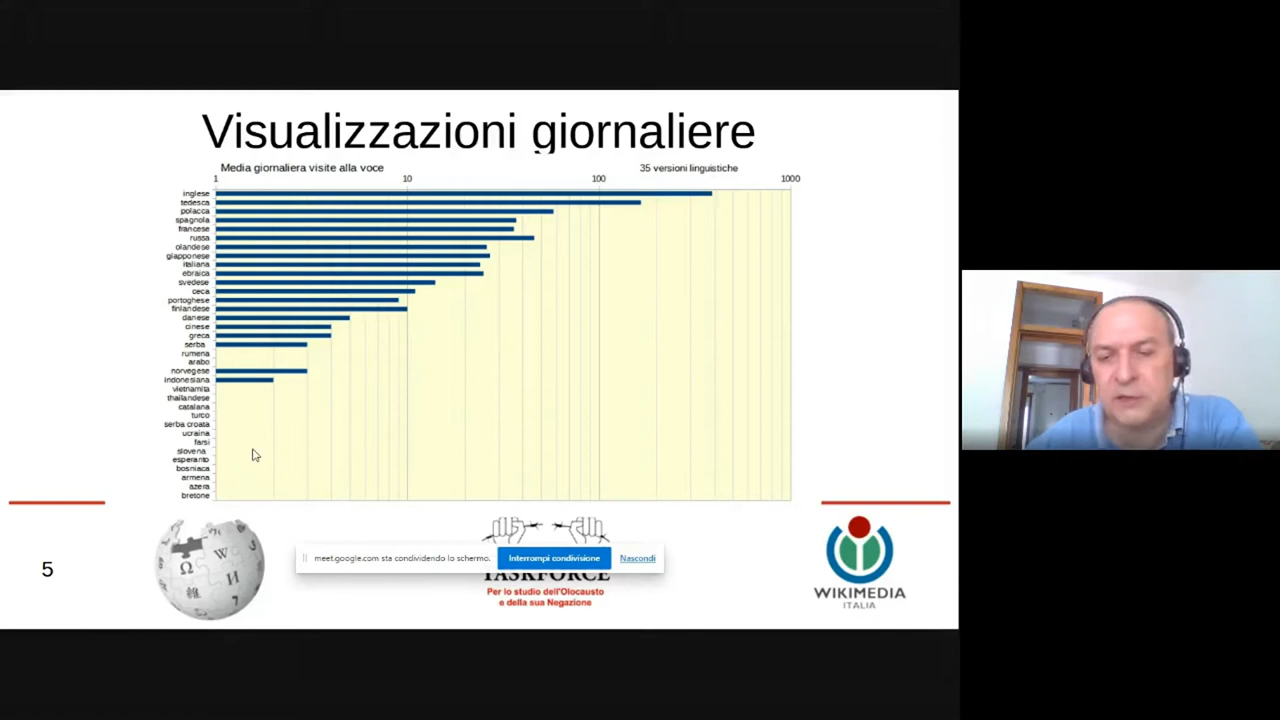 Visualizzazioni giornaliere
Media giornaliera visite alla voce
35 versioni linguistiche
1 10 100 1000
inglese
tedesca
polacca
spagnola
francese
russa
olandese
giapponese
italiana
ebraica
svedese
ceca
portoghese
finlandese
danese
cinese
greca
serba
rumena
arabo
norvegese
indonesiana
vietnamita
thailandese
catalana
turco
serba croata
ucraina
farsi
slovena
esperanto
bosniaca
armena
azera
bretone
5
Ω W И
meet.google.com sta condividendo lo schermo.
Interrompi condivisione
Nascondi
TASKFORCE
Per lo studio dell'Olocausto
e della sua Negazione
WIKIMEDIA
ITALIA